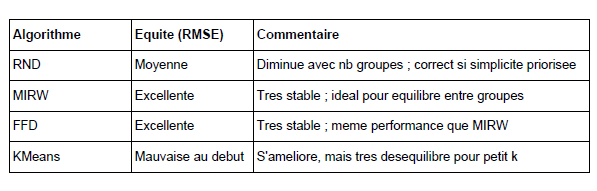 Algorithme Equite (RMSE) Commentaire
RND Moyenne Diminue avec nb groupes ; correct si simplicite priorisee
MIRW Excellente Tres stable ; ideal pour equilibre entre groupes
FFD Excellente Tres stable ; meme performance que MIRW
KMeans Mauvaise au debut S'ameliore, mais tres desequilibre pour petit k